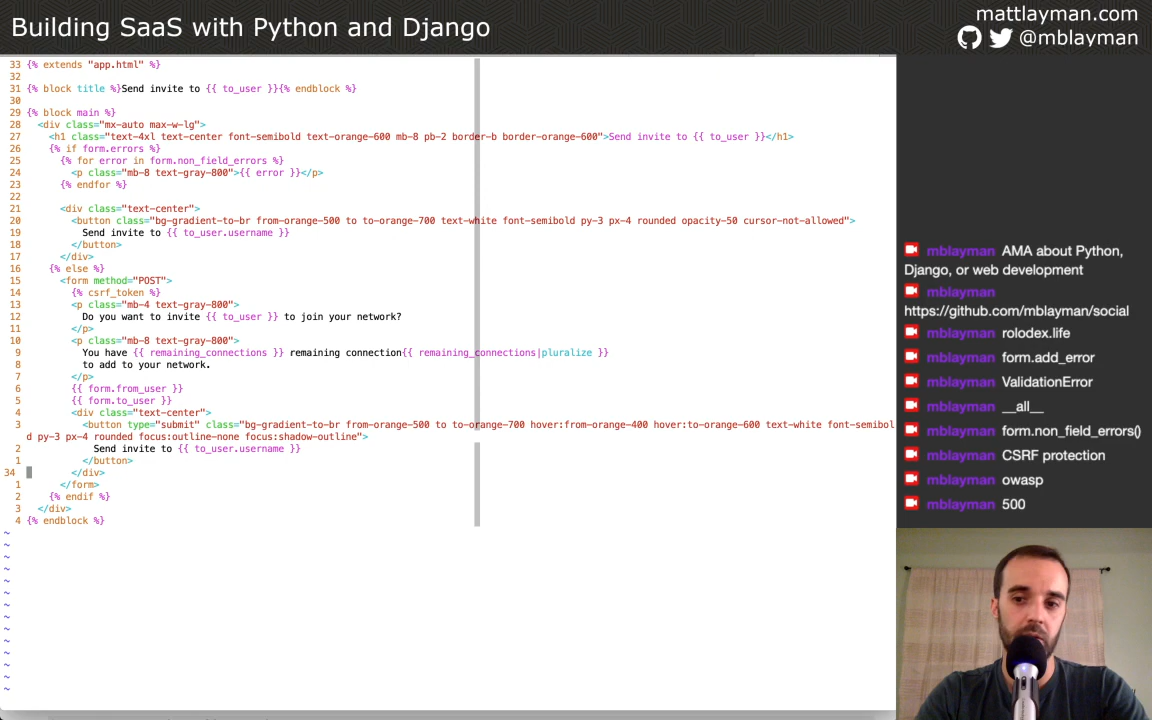 Building SaaS with Python and Django
mattlayman.com
@mblayman
33 {% extends "app.html" %}
32
31 {% block title %}Send invite to {{ to_user }}{% endblock %}
30
29 {% block main %}
28 <div class="mx-auto max-w-lg">
27 <h1 class="text-4xl text-center font-semibold text-orange-600 mb-8 pb-2 border-b border-orange-600">Send invite to {{ to_user }}</h1>
26 {% if form.errors %}
25 {% for error in form.non_field_errors %}
24 <p class="mb-8 text-gray-800">{{ error }}</p>
23 {% endfor %}
22
21 <div class="text-center">
20 <button class="bg-gradient-to-br from-orange-500 to to-orange-700 text-white font-semibold py-3 px-4 rounded opacity-50 cursor-not-allowed">
19 Send invite to {{ to_user.username }}
18 </button>
17 </div>
16 {% else %}
15 <form method="POST">
14 {% csrf_token %}
13 <p class="mb-4 text-gray-800">
12 Do you want to invite {{ to_user }} to join your network?
11 </p>
10 <p class="mb-8 text-gray-800">
9 You have {{ remaining_connections }} remaining connection{{ remaining_connections|pluralize }}
8 to add to your network.
7 </p>
6 {{ form.from_user }}
5 {{ form.to_user }}
4 <div class="text-center">
3 <button type="submit" class="bg-gradient-to-br from-orange-500 to to-orange-700 hover:from-orange-400 hover:to-orange-600 text-white font-semibol
d py-3 px-4 rounded focus:outline-none focus:shadow-outline">
2 Send invite to {{ to_user.username }}
1 </button>
34 </div>
1 </form>
2 {% endif %}
3 </div>
4 {% endblock %}
~
~
~
~
~
~
~
~
~
~
~
~
~
~
mblayman AMA about Python,
Django, or web development
mblayman
https://github.com/mblayman/social
mblayman rolodex.life
mblayman form.add_error
mblayman ValidationError
mblayman __all__
mblayman form.non_field_errors()
mblayman CSRF protection
mblayman owasp
mblayman 500